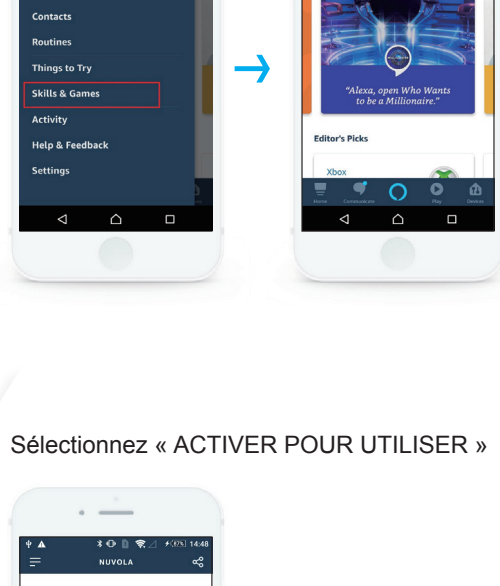 Contacts
Routines
Things to Try
Skills & Games
Activity
Help & Feedback
Settings
"Alexa, open Who Wants
to be a Millionaire."
Editor's Picks
Xbox
Home Communicate Play Devices
Sélectionnez « ACTIVER POUR UTILISER »
87% 14:48
NUVOLA